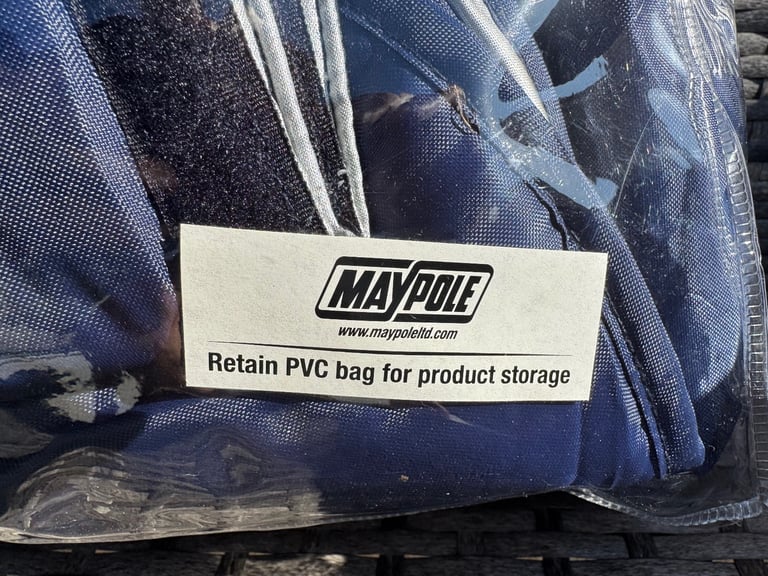 MAYPOLE
www.maypoleltd.com
Retain PVC bag for product storage